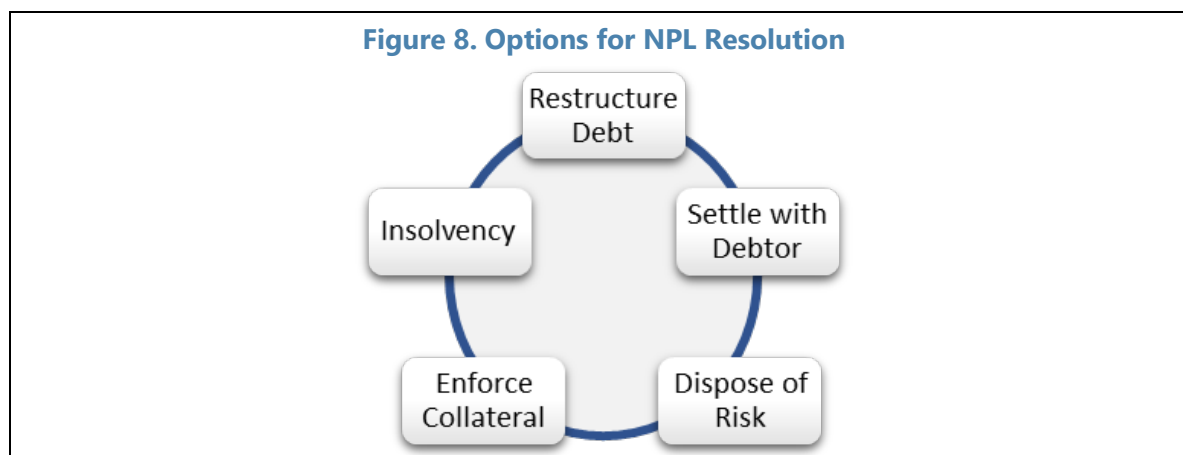 Figure 8. Options for NPL Resolution
Restructure
Debt
Insolvency
Settle with
Debtor
Enforce
Collateral
Dispose of
Risk